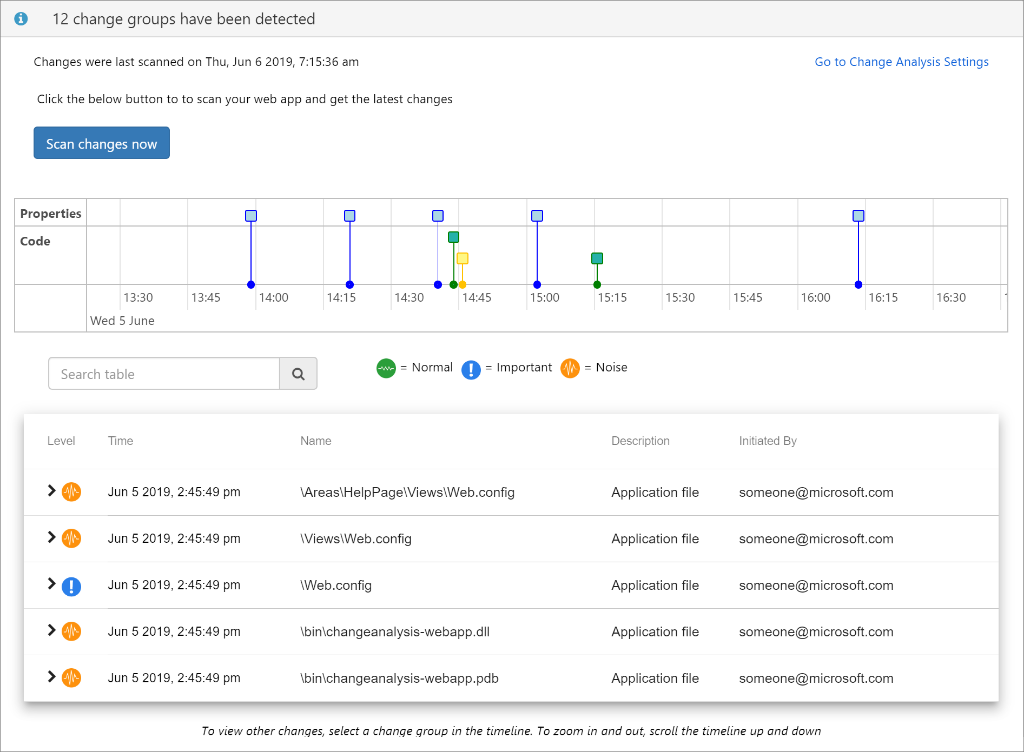 12 change groups have been detected
Changes were last scanned on Thu, Jun 6 2019, 7:15:36 am
Go to Change Analysis Settings
Click the below button to to scan your web app and get the latest changes
Scan changes now
Properties
Code
13:30 13:45 14:00 14:15 14:30 14:45 15:00 15:15 15:30 15:45 16:00 16:15 16:30
Wed 5 June
Search table
= Normal = Important = Noise
Level Time Name Description Initiated By
Jun 5 2019, 2:45:49 pm \Areas\HelpPage\Views\Web.config Application file someone@microsoft.com
Jun 5 2019, 2:45:49 pm \Views\Web.config Application file someone@microsoft.com
Jun 5 2019, 2:45:49 pm \Web.config Application file someone@microsoft.com
Jun 5 2019, 2:45:49 pm \bin\changeanalysis-webapp.dll Application file someone@microsoft.com
Jun 5 2019, 2:45:49 pm \bin\changeanalysis-webapp.pdb Application file someone@microsoft.com
To view other changes, select a change group in the timeline. To zoom in and out, scroll the timeline up and down